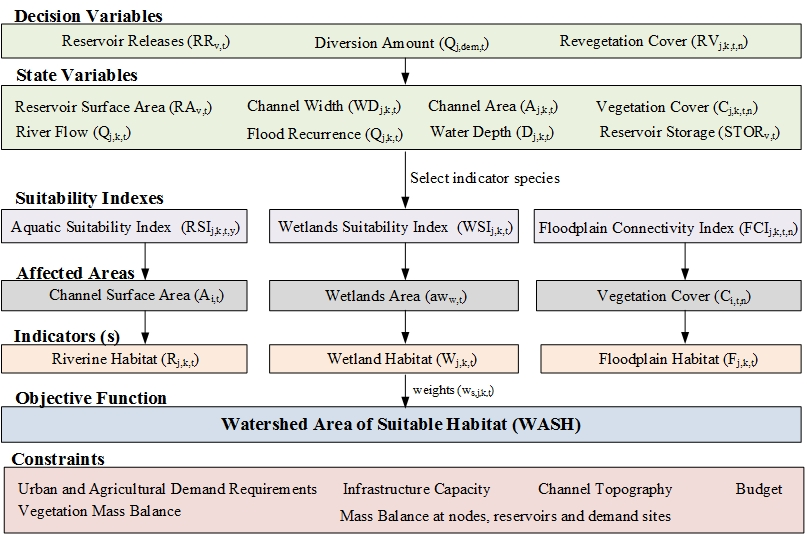 Decision Variables
Reservoir Releases (RRv,t) Diversion Amount (Qj,dem,t) Revegetation Cover (RVj,k,t,n)
State Variables
Reservoir Surface Area (RAv,t) Channel Width (WDj,k,t) Channel Area (Aj,k,t) Vegetation Cover (Cj,k,t,n)
River Flow (Qj,k,t) Flood Recurrence (Qj,k,t) Water Depth (Dj,k,t) Reservoir Storage (STORv,t)
Select indicator species
Suitability Indexes
Aquatic Suitability Index (RSIj,k,t,y) Wetlands Suitability Index (WSIj,k,t) Floodplain Connectivity Index (FCIj,k,t,n)
Affected Areas
Channel Surface Area (Ai,t) Wetlands Area (aww,t) Vegetation Cover (Ci,t,n)
Indicators (s)
Riverine Habitat (Rj,k,t) Wetland Habitat (Wj,k,t) Floodplain Habitat (Fj,k,t)
weights (ws,j,k,t)
Objective Function
Watershed Area of Suitable Habitat (WASH)
Constraints
Urban and Agricultural Demand Requirements Infrastructure Capacity Channel Topography Budget
Vegetation Mass Balance Mass Balance at nodes, reservoirs and demand sites